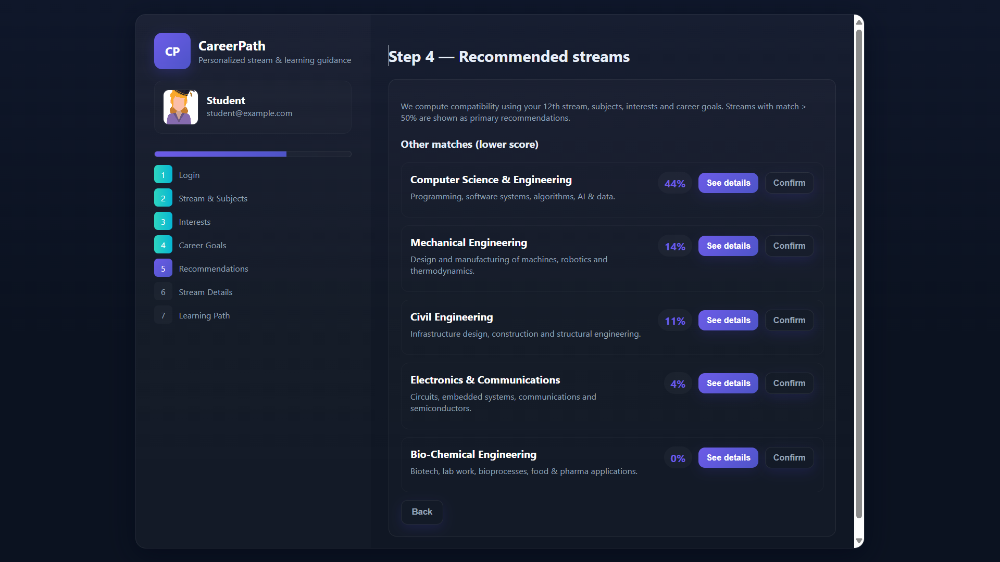 CP
CareerPath
Personalized stream & learning guidance
Student
student@example.com
1 Login
2 Stream & Subjects
3 Interests
4 Career Goals
5 Recommendations
6 Stream Details
7 Learning Path
Step 4 — Recommended streams
We compute compatibility using your 12th stream, subjects, interests and career goals. Streams with match >
50% are shown as primary recommendations.
Other matches (lower score)
Computer Science & Engineering
Programming, software systems, algorithms, AI & data.
44% See details Confirm
Mechanical Engineering
Design and manufacturing of machines, robotics and
thermodynamics.
14% See details Confirm
Civil Engineering
Infrastructure design, construction and structural engineering.
11% See details Confirm
Electronics & Communications
Circuits, embedded systems, communications and
semiconductors.
4% See details Confirm
Bio-Chemical Engineering
Biotech, lab work, bioprocesses, food & pharma applications.
0% See details Confirm
Back